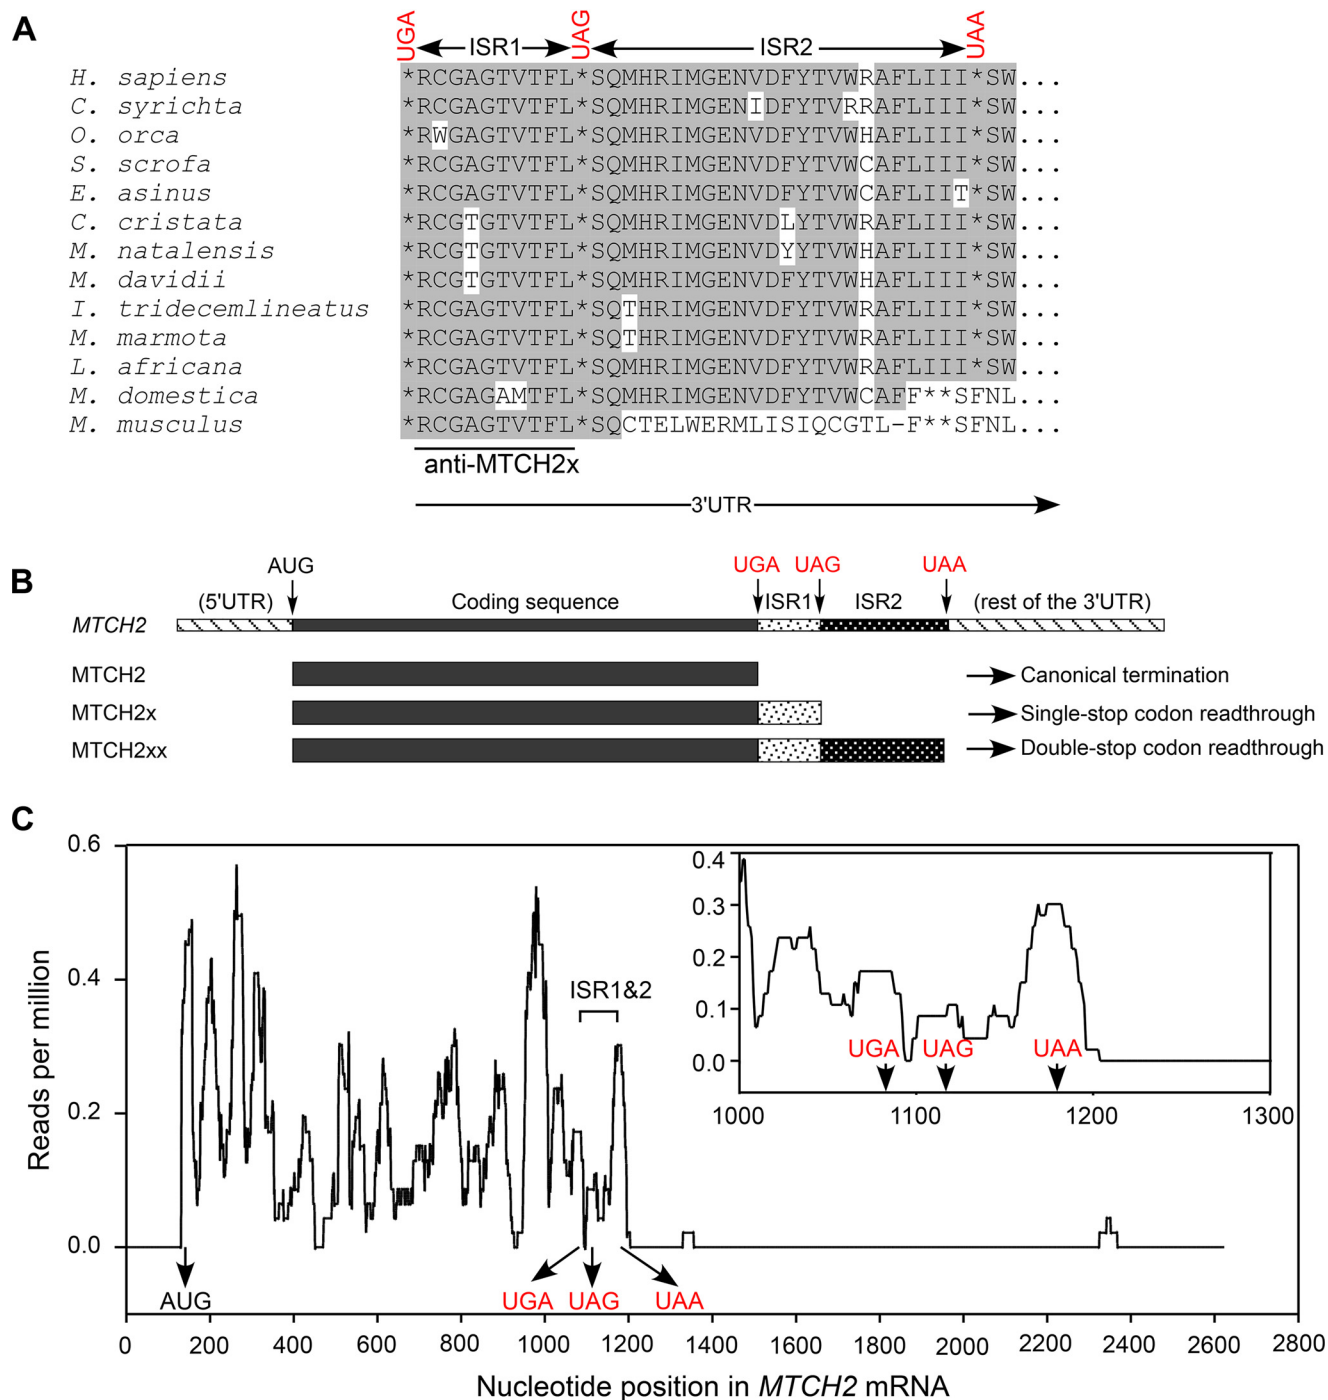 A
UGA
ISR1
UAG
ISR2
UAA
H. sapiens *RCGAGTVTFL*SQMHRIMGENVDFYTVWRAFLIII*SW...
C. syrichta *RCGAGTVTFL*SQMHRIMGENIDFYTVRRAFLIII*SW...
O. orca *RWGAGTVTFL*SQMHRIMGENVDFYTVWHAFLIII*SW...
S. scrofa *RCGAGTVTFL*SQMHRIMGENVDFYTVWCAFLIII*SW...
E. asinus *RCGAGTVTFL*SQMHRIMGENVDFYTVWCAFLIIT*SW...
C. cristata *RCGTGTVTFL*SQMHRIMGENVDLYTVWRAFLIII*SW...
M. natalensis *RCGTGTVTFL*SQMHRIMGENVDYYTVWHAFLIII*SW...
M. davidii *RCGTGTVTFL*SQMHRIMGENVDFYTVWHAFLIII*SW...
I. tridecemlineatus *RCGAGTVTFL*SQTHRIMGENVDFYTVWRAFLIII*SW...
M. marmota *RCGAGTVTFL*SQTHRIMGENVDFYTVWRAFLIII*SW...
L. africana *RCGAGTVTFL*SQMHRIMGENVDFYTVWRAFLIII*SW...
M. domestica *RCGAGAMTFL*SQMHRIMGENVDFYTVWCAFF**SFNL...
M. musculus *RCGAGTVTFL*SQCTELWERMLISIQCGTL-F**SFNL...
anti-MTCH2x
3'UTR
B
AUG UGA UAG UAA
(5'UTR) Coding sequence ISR1 ISR2 (rest of the 3'UTR)
MTCH2
MTCH2 Canonical termination
MTCH2x Single-stop codon readthrough
MTCH2xx Double-stop codon readthrough
C
0.6
0.4
0.2
0.0
Reads per million
ISR1&2
AUG UGA UAG UAA
0.4
0.3
0.2
0.1
0.0
UGA UAG UAA
1000 1100 1200 1300
0 200 400 600 800 1000 1200 1400 1600 1800 2000 2200 2400 2600 2800
Nucleotide position in MTCH2 mRNA